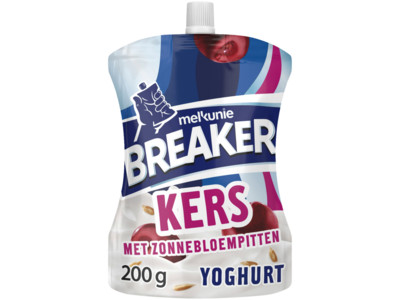 melkunie
BREAKER
KERS
MET ZONNEBLOEMPITTEN
200 g YOGHURT